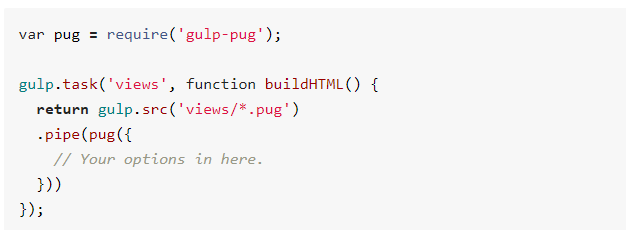 var pug = require('gulp-pug');

gulp.task('views', function buildHTML() {
  return gulp.src('views/*.pug')
  .pipe(pug({
    // Your options in here.
  }))
});